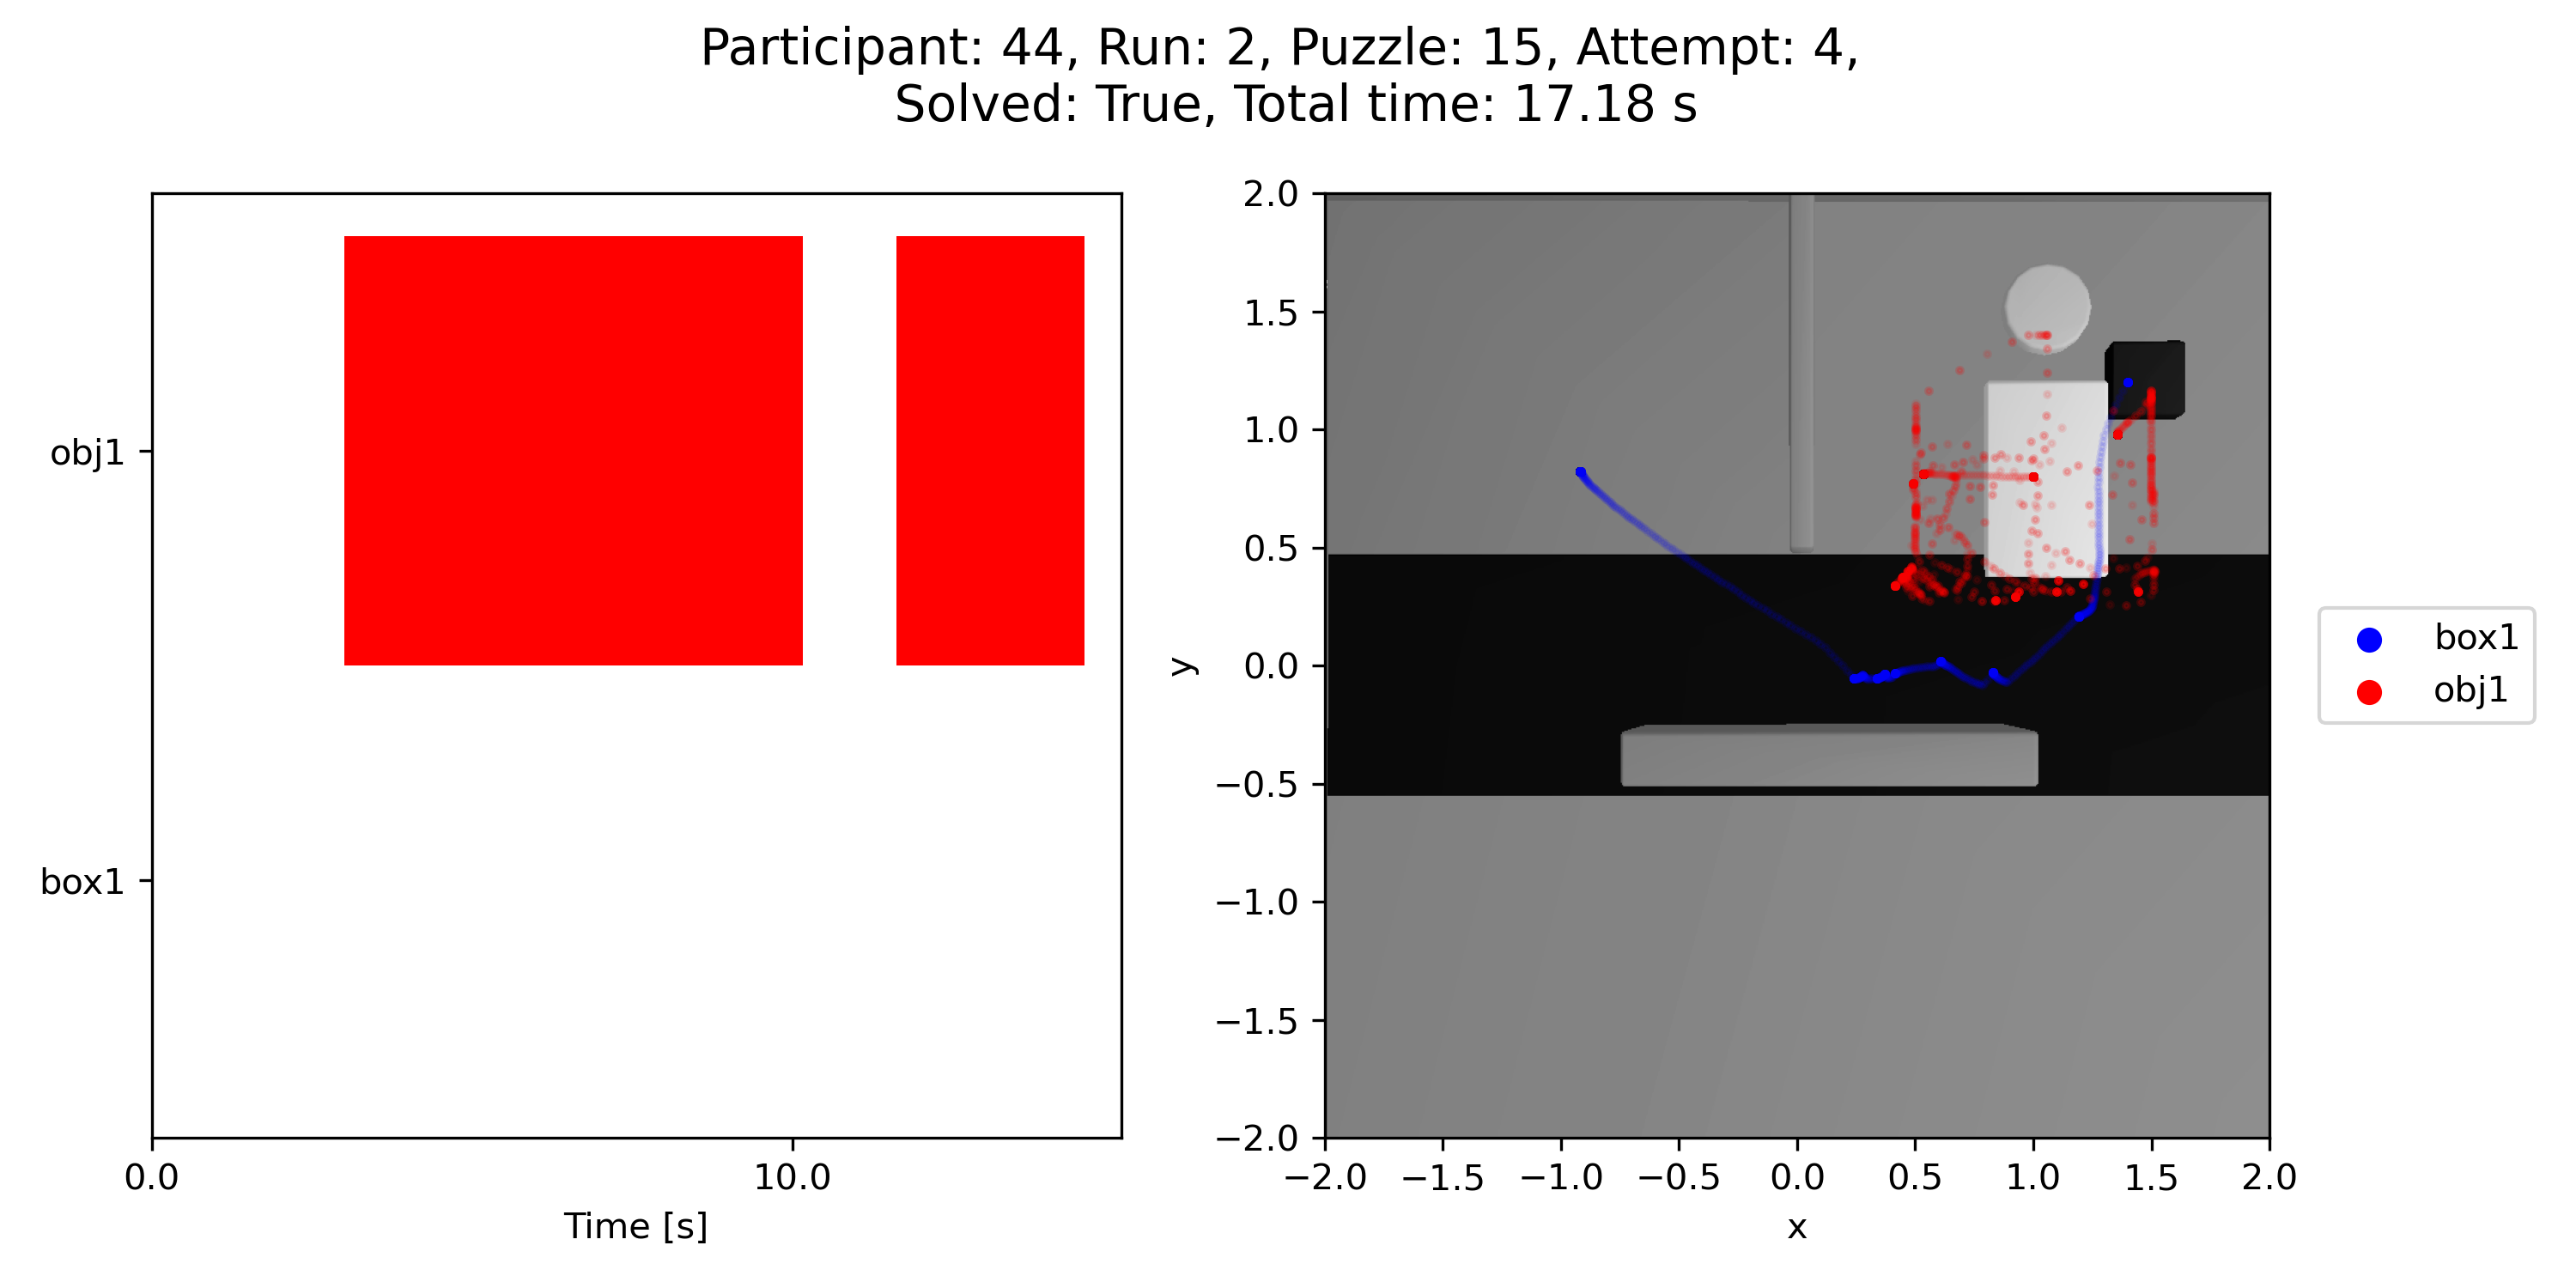 Participant: 44, Run: 2, Puzzle: 15, Attempt: 4,
Solved: True, Total time: 17.18 s
obj1
box1
0.0
10.0
Time [s]
2.0
1.5
1.0
0.5
0.0
−0.5
−1.0
−1.5
−2.0
y
−2.0
−1.5
−1.0
−0.5
0.0
0.5
1.0
1.5
2.0
x
box1
obj1